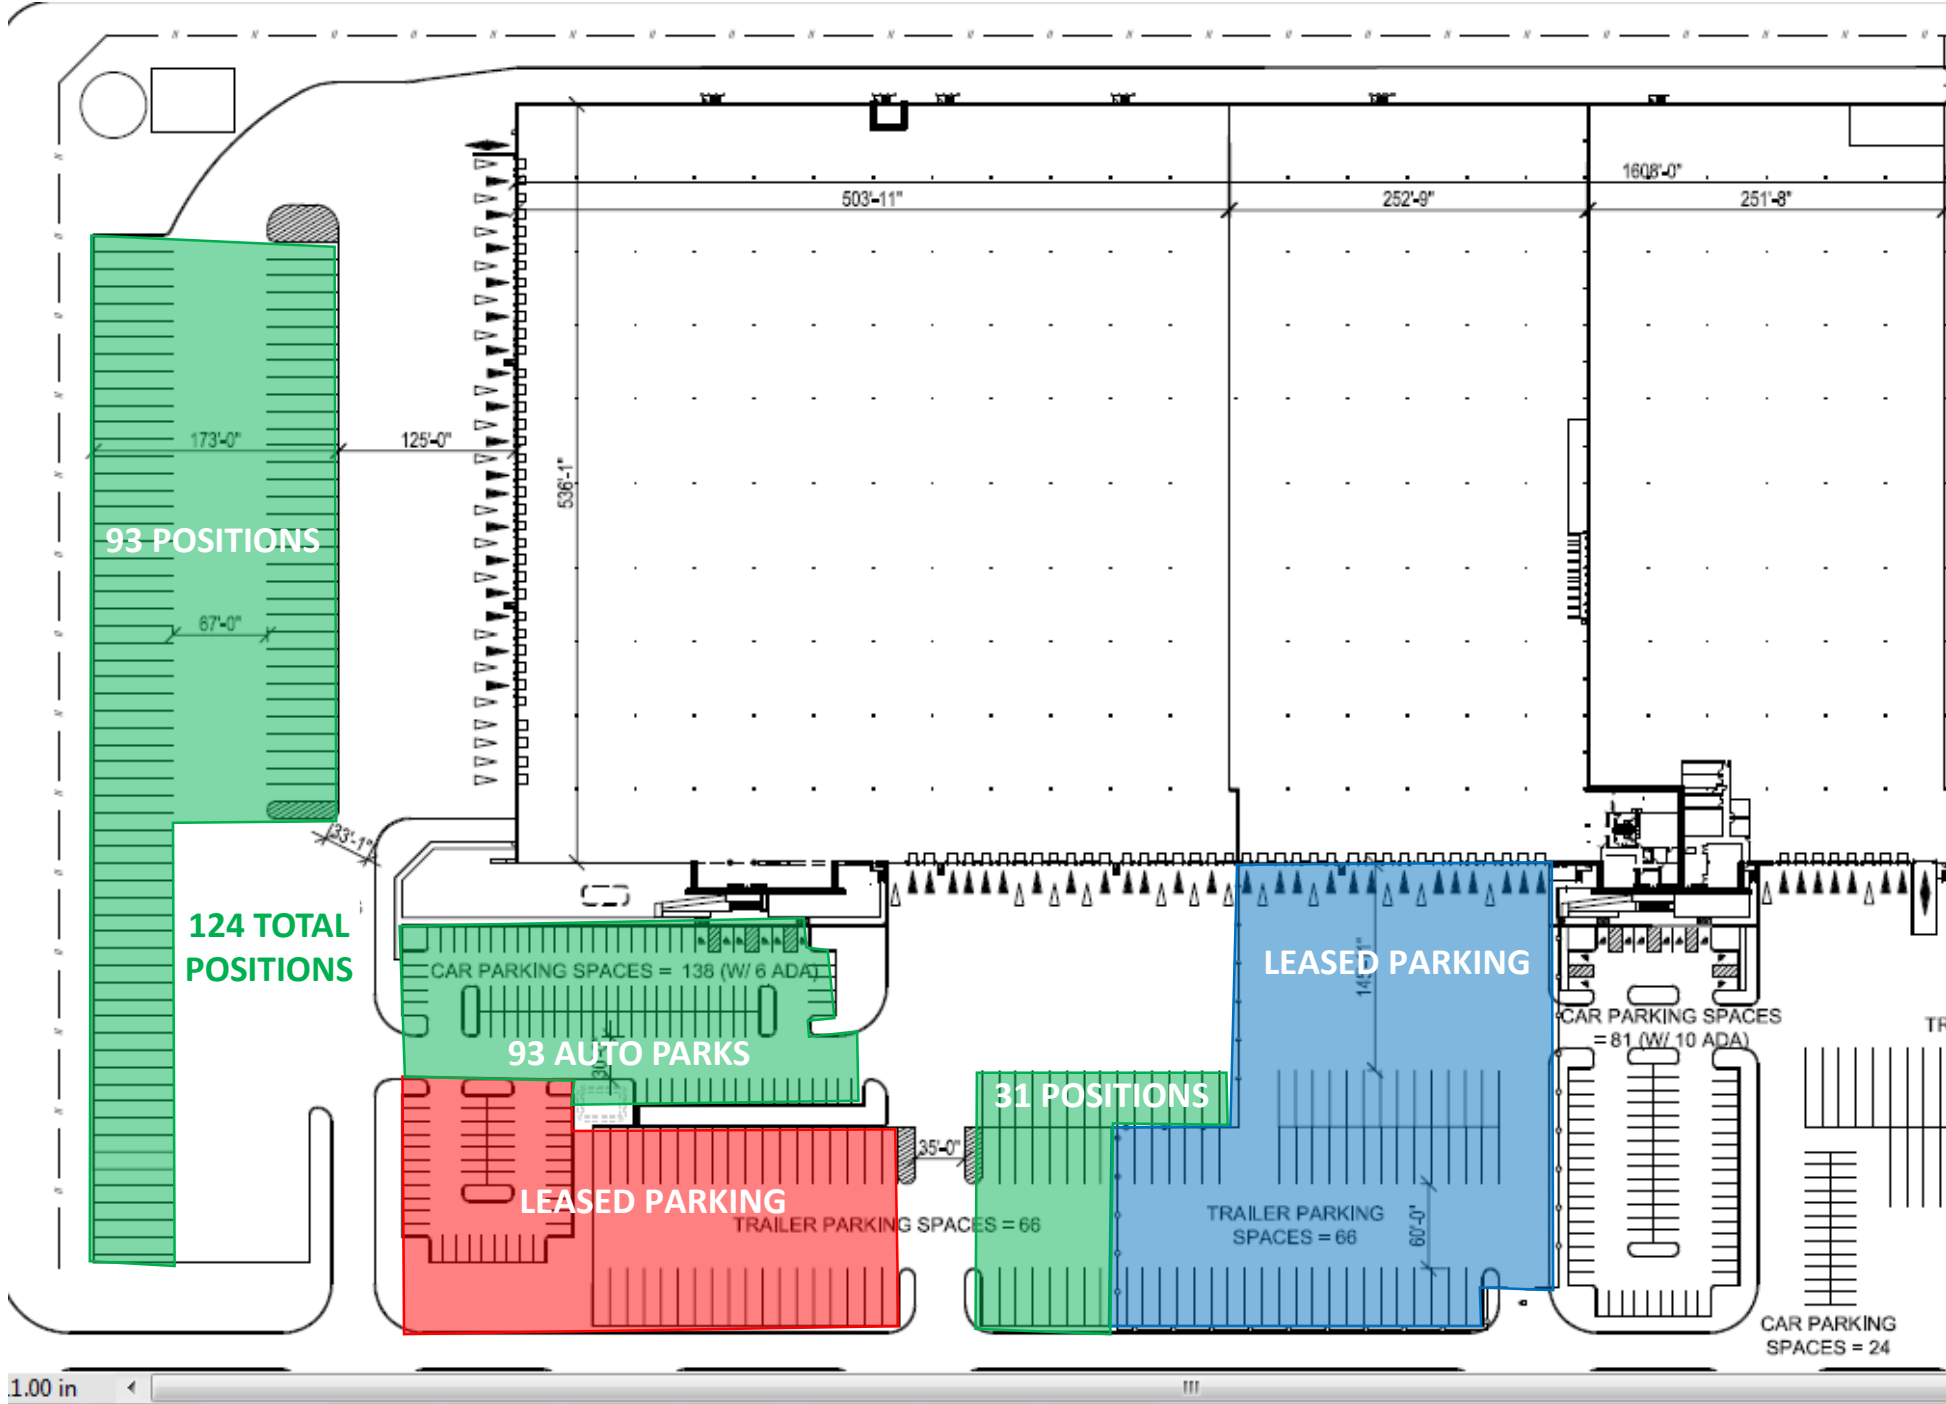 1608'-0"
503'-11"
252'-9"
251'-8"
173'-0"
125'-0"
536'-1"
93 POSITIONS
67'-0"
33'-1"
124 TOTAL
POSITIONS
CAR PARKING SPACES = 138 (W/ 6 ADA)
LEASED PARKING
CAR PARKING SPACES
= 81 (W/ 10 ADA)
93 AUTO PARKS
31 POSITIONS
35'-0"
LEASED PARKING
TRAILER PARKING SPACES = 66
TRAILER PARKING
SPACES = 66
60'-0"
CAR PARKING
SPACES = 24
1.00 in